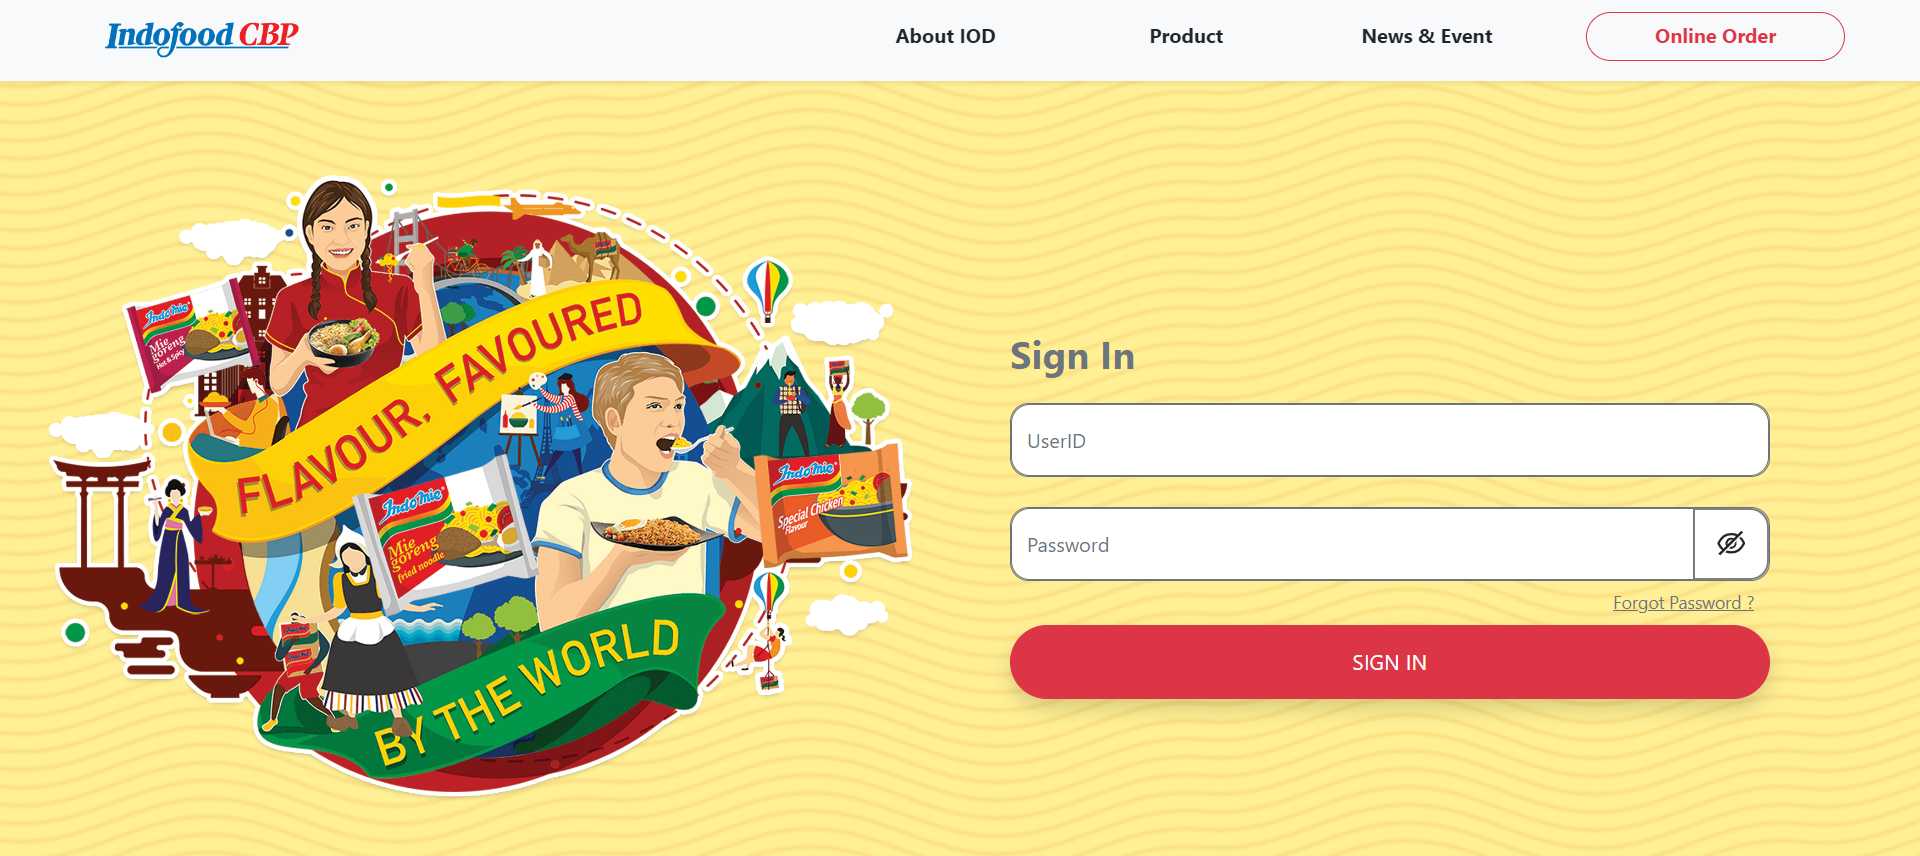 Indofood CBP
About IOD
Product
News & Event
Online Order
FLAVOUR, FAVOURED
BY THE WORLD
Indomie
Mie
goreng
Hot & Spicy
Indomie
Mie
goreng
fried noodle
Indomie
Special Chicken
Flavour
Sign In
UserID
Password
Forgot Password ?
SIGN IN